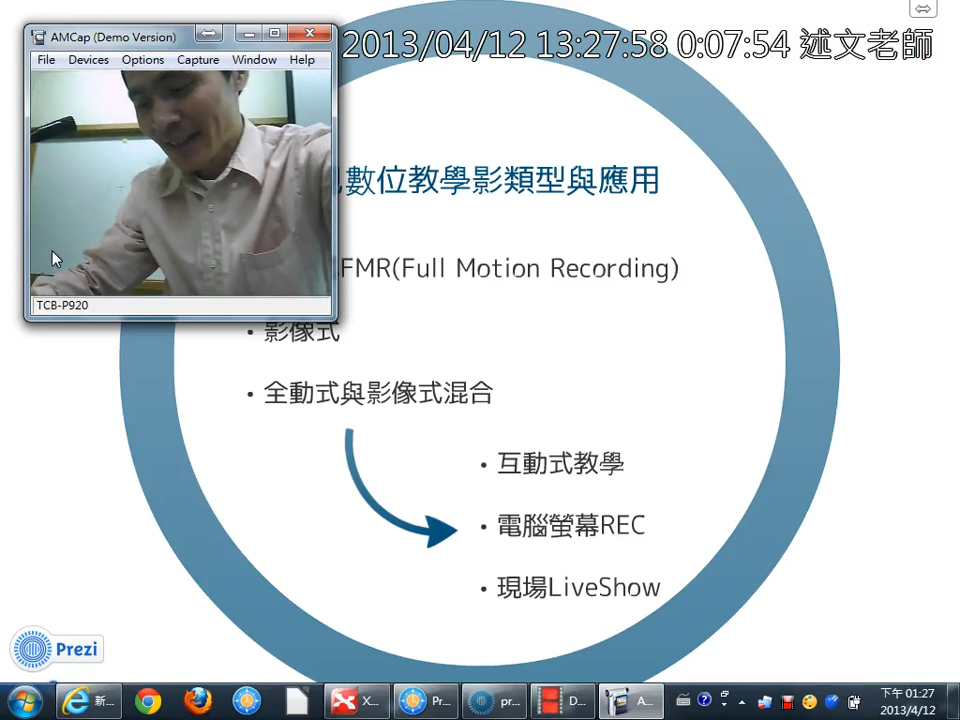 AMCap (Demo Version)
2013/04/12 13:27:58 0:07:54 述文老師
File Devices Options Capture Window Help
數位教學影類型與應用
FMR(Full Motion Recording)
TCB-P920
• 影像式
• 全動式與影像式混合
• 互動式教學
• 電腦螢幕REC
• 現場LiveShow
Prezi
新...
X...
Pr...
pr...
D...
A...
下午 01:27
2013/4/12